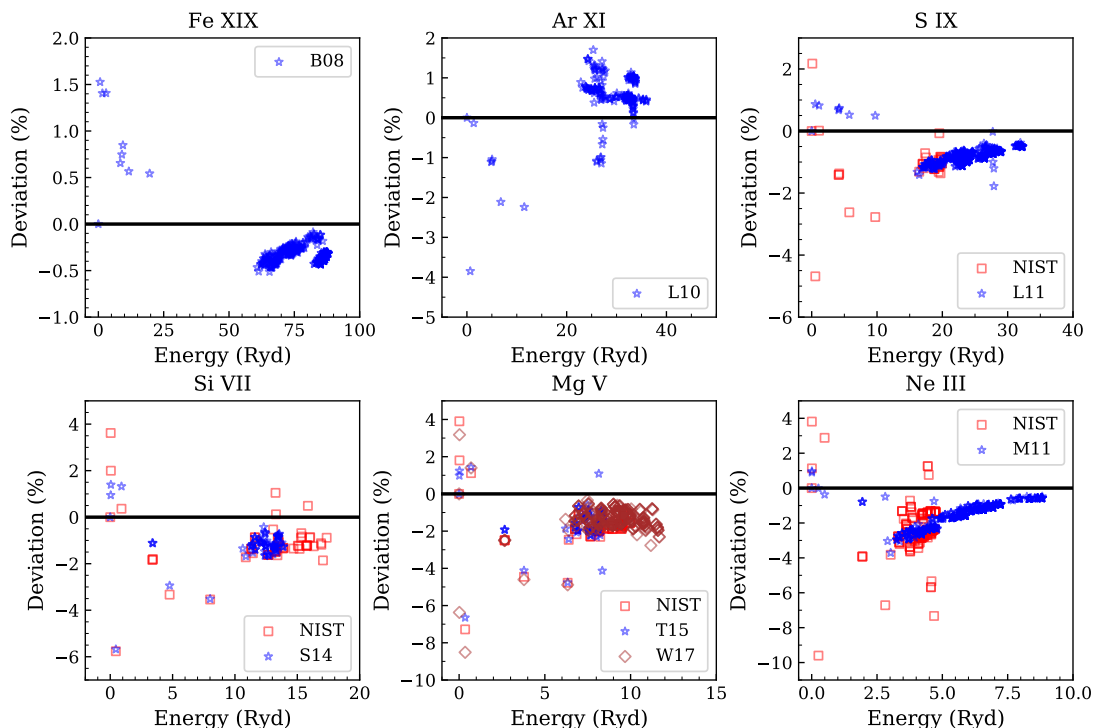 Fe XIX
Ar XI
S IX
2.0
1.5
1.0
0.5
0.0
−0.5
−1.0
Deviation (%)
B08
0
25
50
75
100
Energy (Ryd)
2
1
0
−1
−2
−3
−4
−5
Deviation (%)
L10
0
20
40
Energy (Ryd)
2
0
−2
−4
−6
Deviation (%)
NIST
L11
0
10
20
30
40
Energy (Ryd)
Si VII
Mg V
Ne III
4
2
0
−2
−4
−6
Deviation (%)
NIST
S14
0
5
10
15
20
Energy (Ryd)
4
2
0
−2
−4
−6
−8
−10
Deviation (%)
NIST
T15
W17
0
5
10
15
Energy (Ryd)
4
2
0
−2
−4
−6
−8
−10
Deviation (%)
NIST
M11
0.0
2.5
5.0
7.5
10.0
Energy (Ryd)